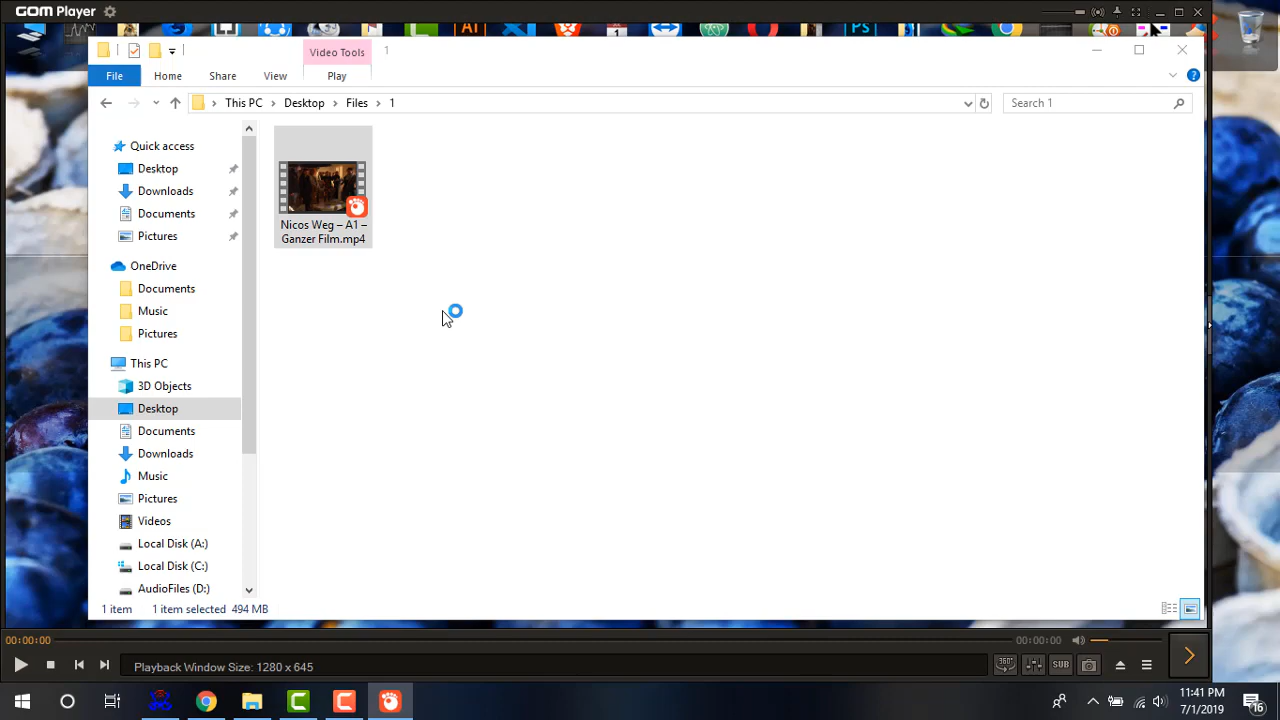 GOM Player
Video Tools
1
File
Home
Share
View
Play
This PC
Desktop
Files
1
Search 1
Quick access
Desktop
Downloads
Documents
Pictures
OneDrive
Documents
Music
Pictures
This PC
3D Objects
Desktop
Documents
Downloads
Music
Pictures
Videos
Local Disk (A:)
Local Disk (C:)
AudioFiles (D:)
Nicos Weg – A1 –
Ganzer Film.mp4
1 item
1 item selected
494 MB
00:00:00
00:00:00
Playback Window Size: 1280 x 645
360°
SUB
11:41 PM
7/1/2019
16